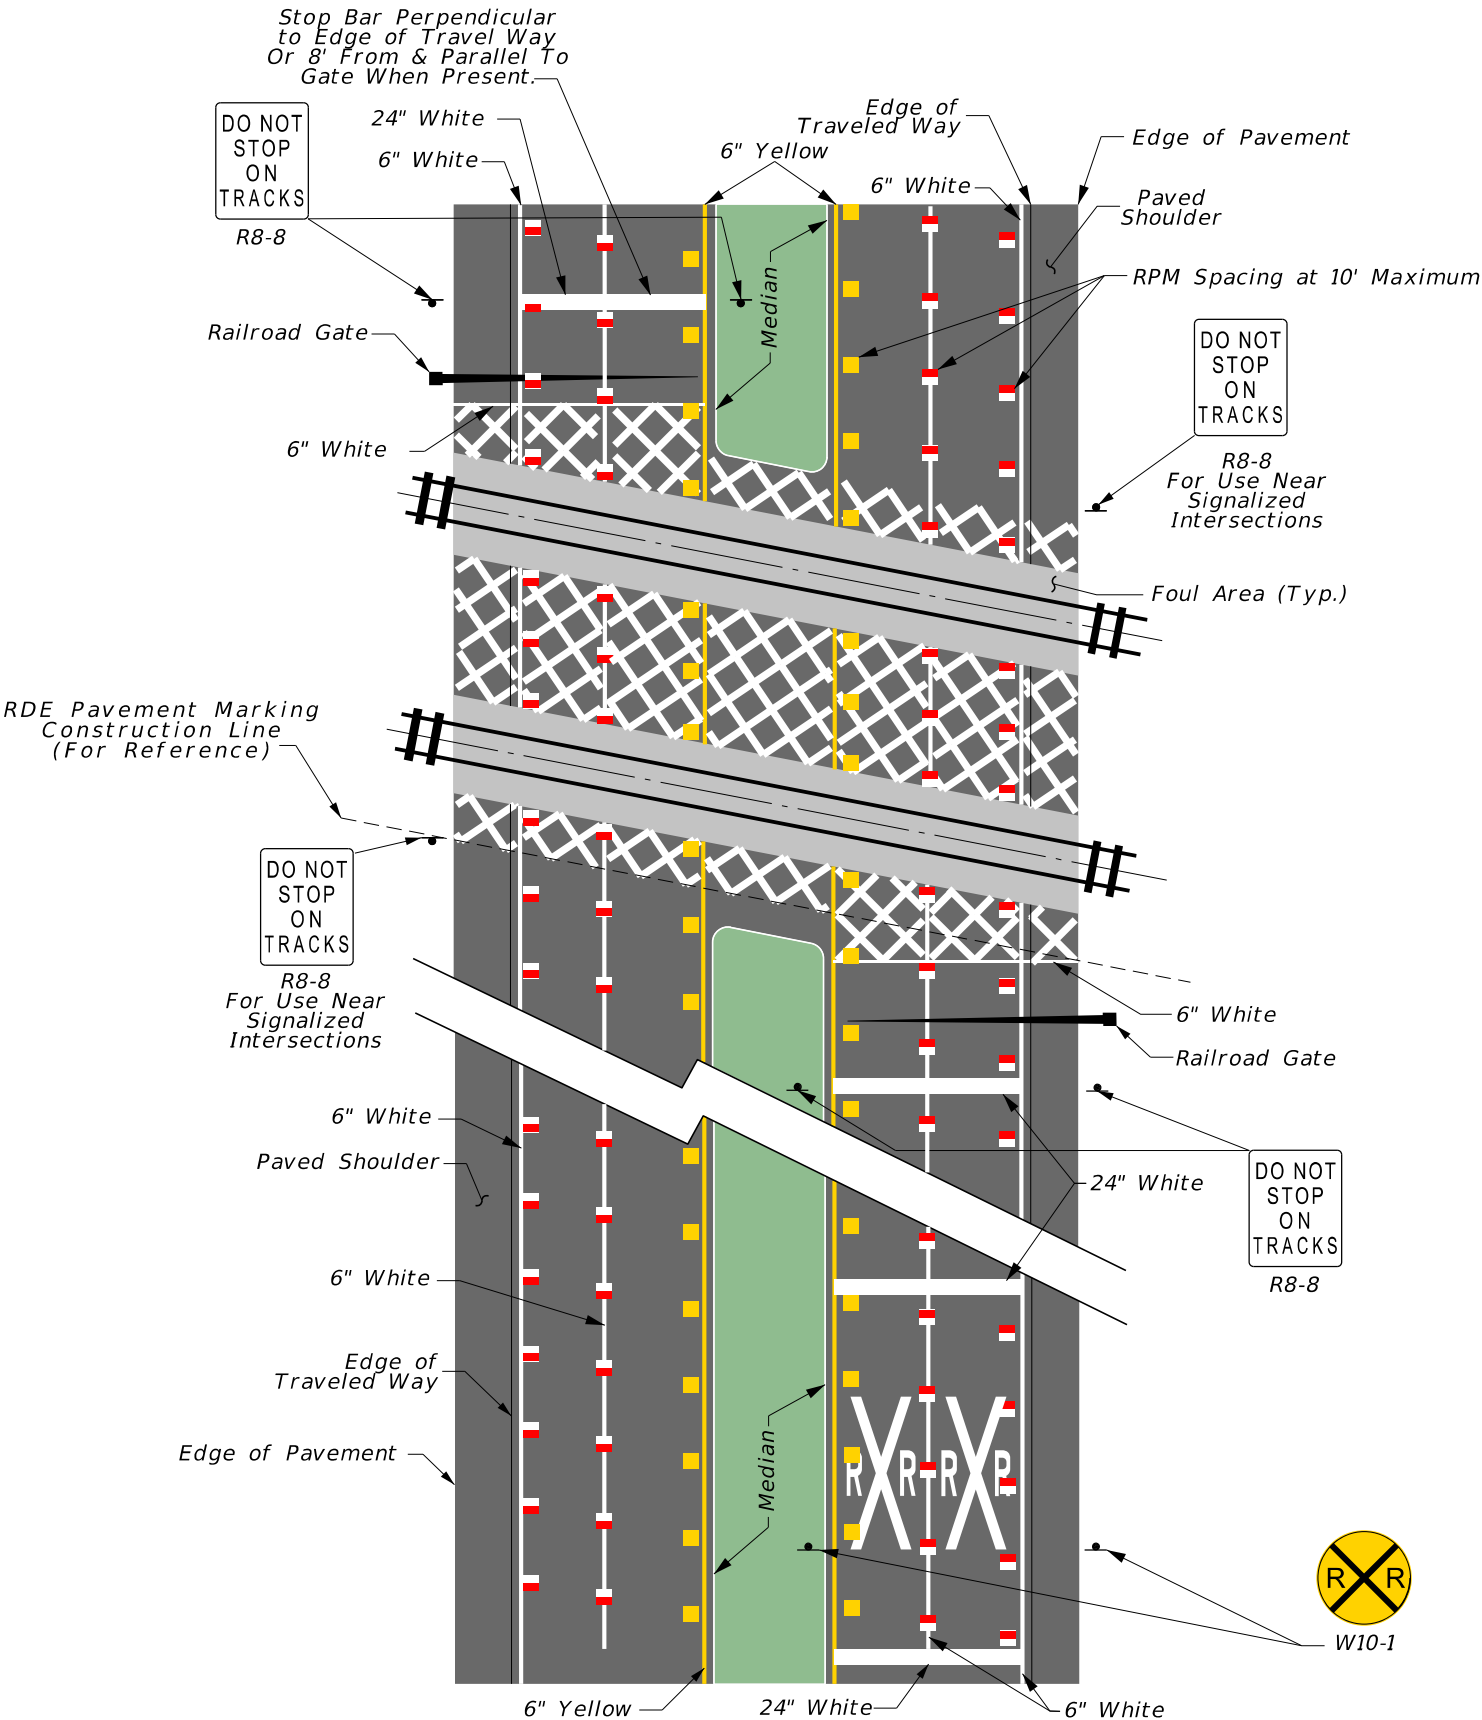 Stop Bar Perpendicular
to Edge of Travel Way
Or 8' From & Parallel To
Gate When Present.
DO NOT
STOP
ON
TRACKS
R8-8
24" White
6" White
6" Yellow
Edge of
Traveled Way
6" White
Edge of Pavement
Paved
Shoulder
RPM Spacing at 10' Maximum
Median
Railroad Gate
6" White
DO NOT
STOP
ON
TRACKS
R8-8
For Use Near
Signalized
Intersections
Foul Area (Typ.)
RDE Pavement Marking
Construction Line
(For Reference)
DO NOT
STOP
ON
TRACKS
R8-8
For Use Near
Signalized
Intersections
6" White
Railroad Gate
6" White
Paved Shoulder
24" White
DO NOT
STOP
ON
TRACKS
R8-8
6" White
Edge of
Traveled Way
Edge of Pavement
Median
R R R R
R R
W10-1
6" Yellow
24" White
6" White